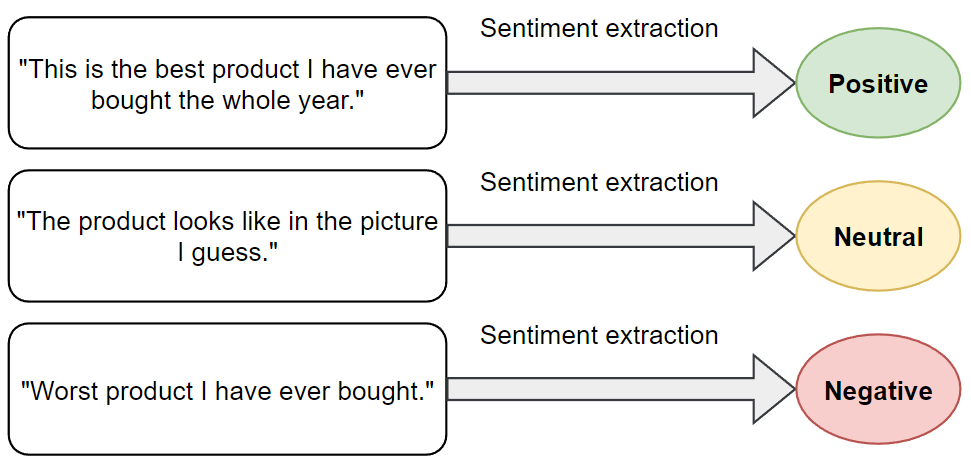 Sentiment extraction
"This is the best product I have ever
bought the whole year."
Positive
Sentiment extraction
"The product looks like in the picture
I guess."
Neutral
Sentiment extraction
"Worst product I have ever bought."
Negative